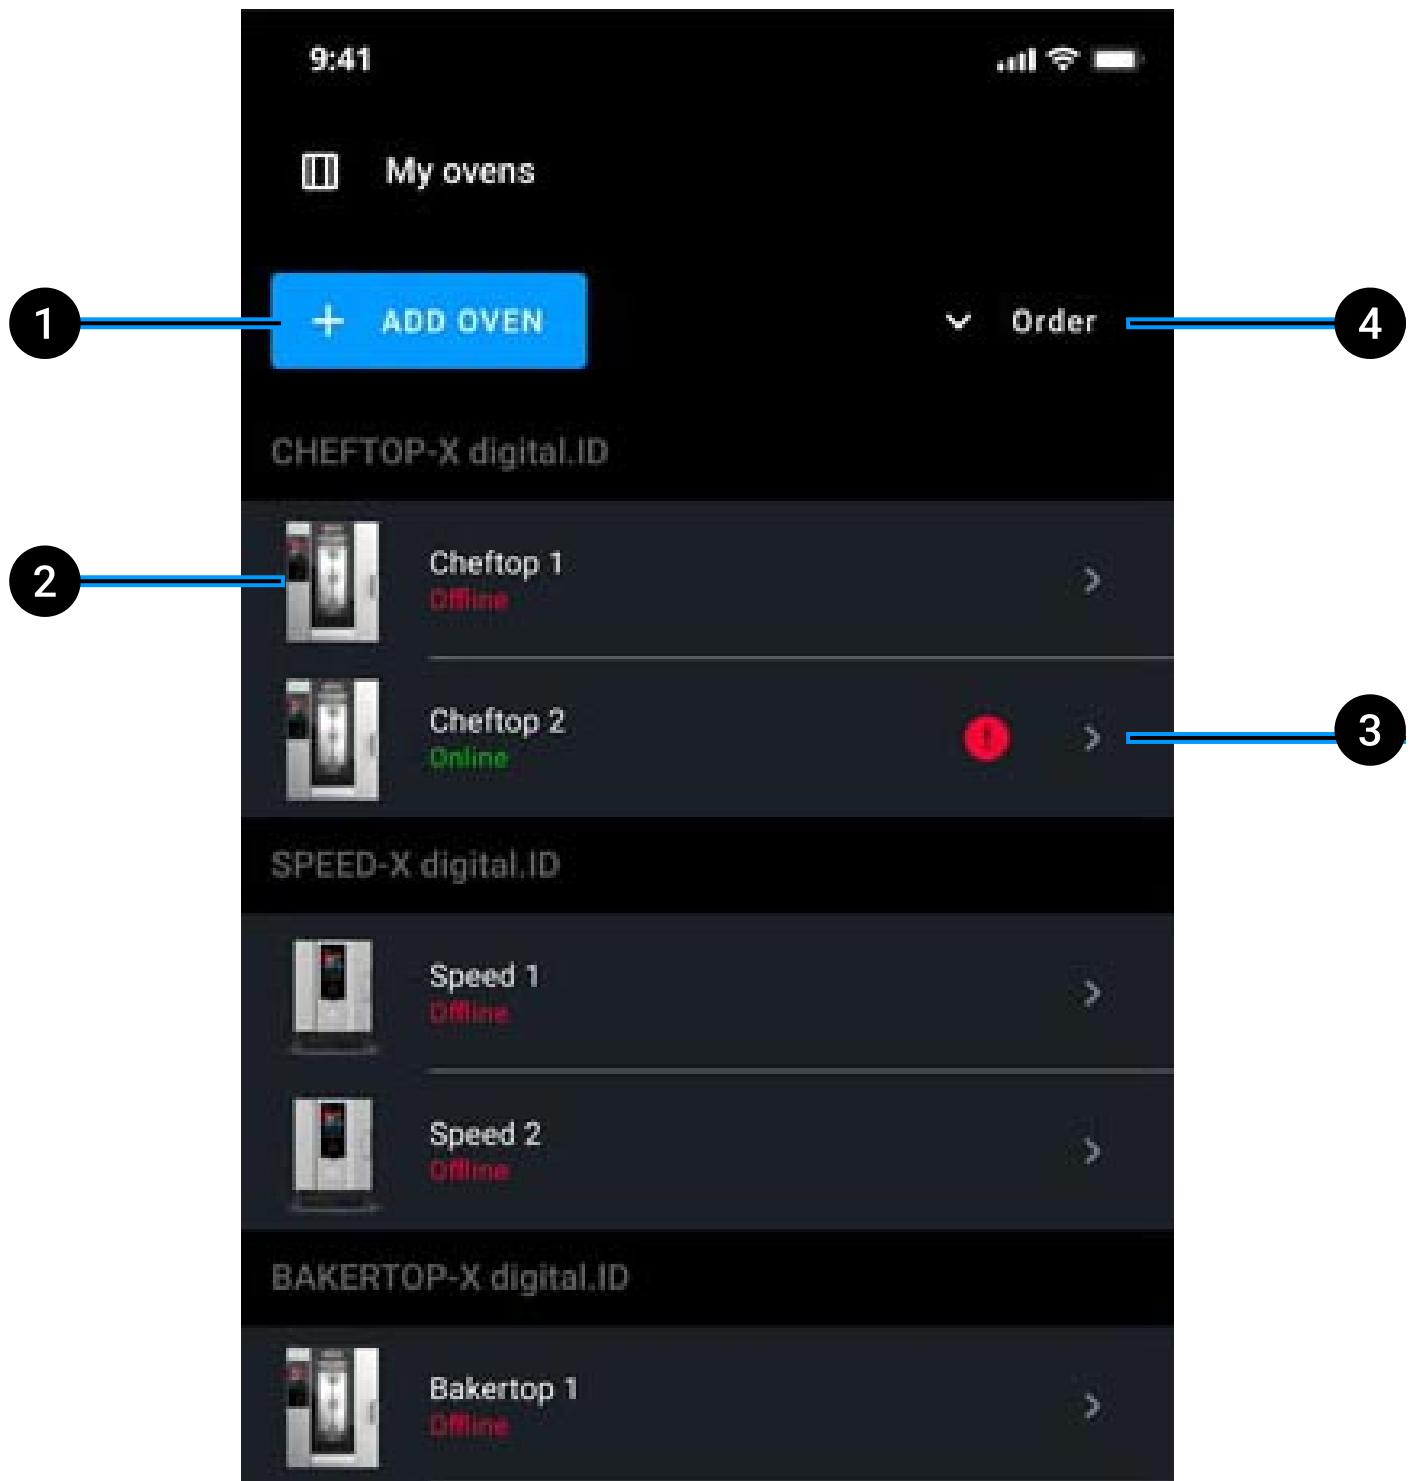 9:41
My ovens
1
+ ADD OVEN
Order
4
CHEFTOP-X digital.ID
2
Cheftop 1
Offline
Cheftop 2
Online
!
3
SPEED-X digital.ID
Speed 1
Offline
Speed 2
Offline
BAKERTOP-X digital.ID
Bakertop 1
Offline